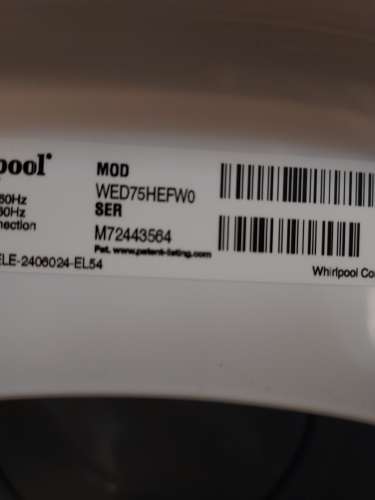 pool®
MOD
WED75HEFW0
60Hz
60Hz
SER
nection
M72443564
Pat. www.patent-listing.com
ELE-2406024-EL54
Whirlpool Co